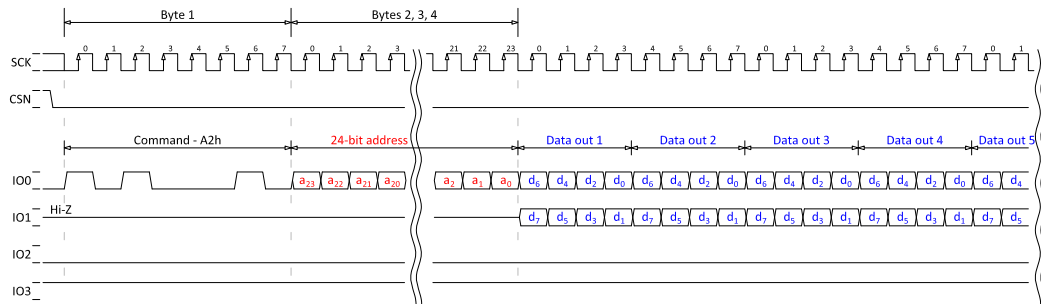 Byte 1 Bytes 2, 3, 4
0 1 2 3 4 5 6 7 0 1 2 3 21 22 23 0 1 2 3 4 5 6 7 0 1 2 3 4 5 6 7 0 1
SCK
CSN
Command - A2h 24-bit address Data out 1 Data out 2 Data out 3 Data out 4 Data out 5
IO0 a23 a22 a21 a20 a2 a1 a0 d6 d4 d2 d0 d6 d4 d2 d0 d6 d4 d2 d0 d6 d4 d2 d0 d6 d4
Hi-Z
IO1 d7 d5 d3 d1 d7 d5 d3 d1 d7 d5 d3 d1 d7 d5 d3 d1 d7 d5
IO2
IO3